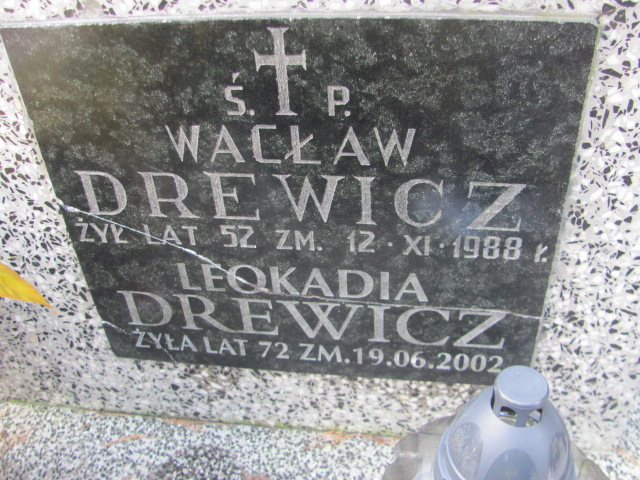 Ś. P.
WACŁAW
DREWICZ
ŻYŁ LAT 52 ZM. 12 · XI · 1988 r.
LEOKADIA
DREWICZ
ŻYŁA LAT 72 ZM.19.06.2002